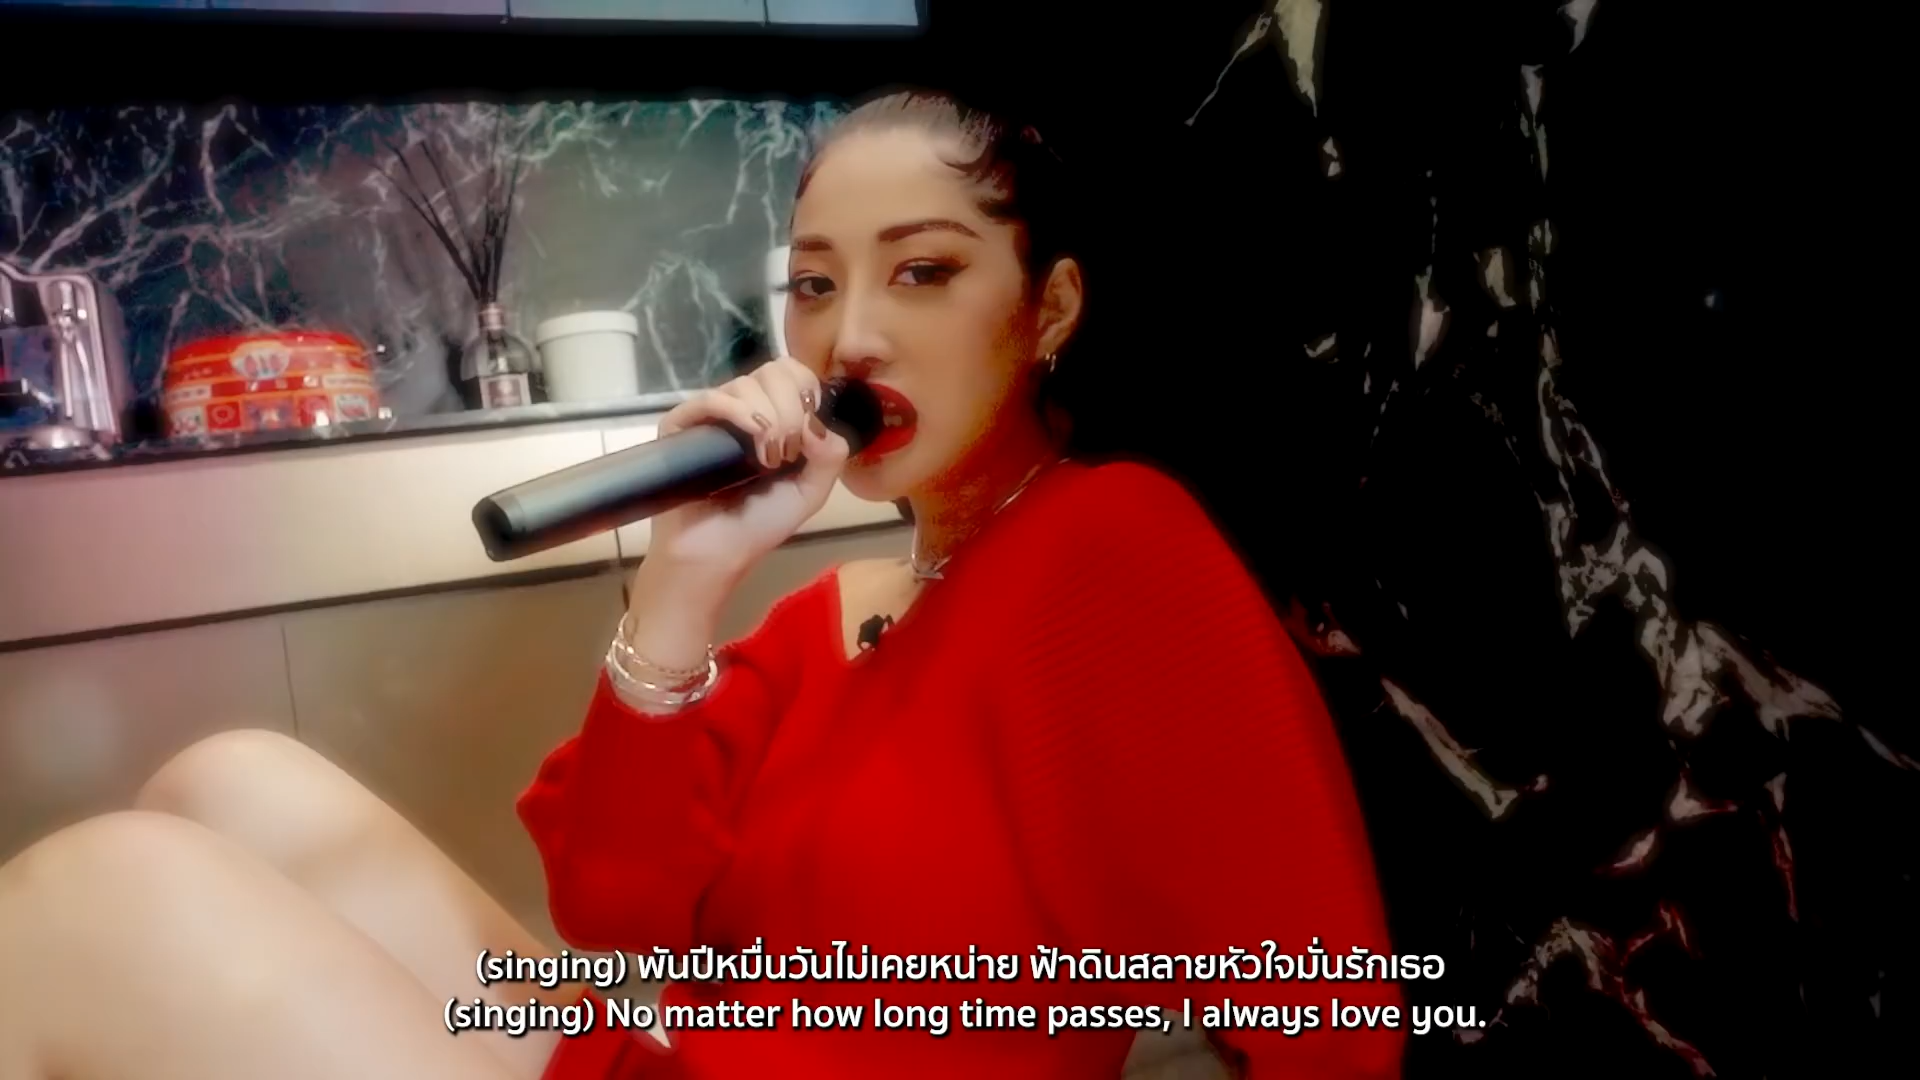 (singing) พันปีหมื่นวันไม่เคยหน่าย ฟ้าดินสลายหัวใจมั่นรักเธอ
(singing) No matter how long time passes, I always love you.